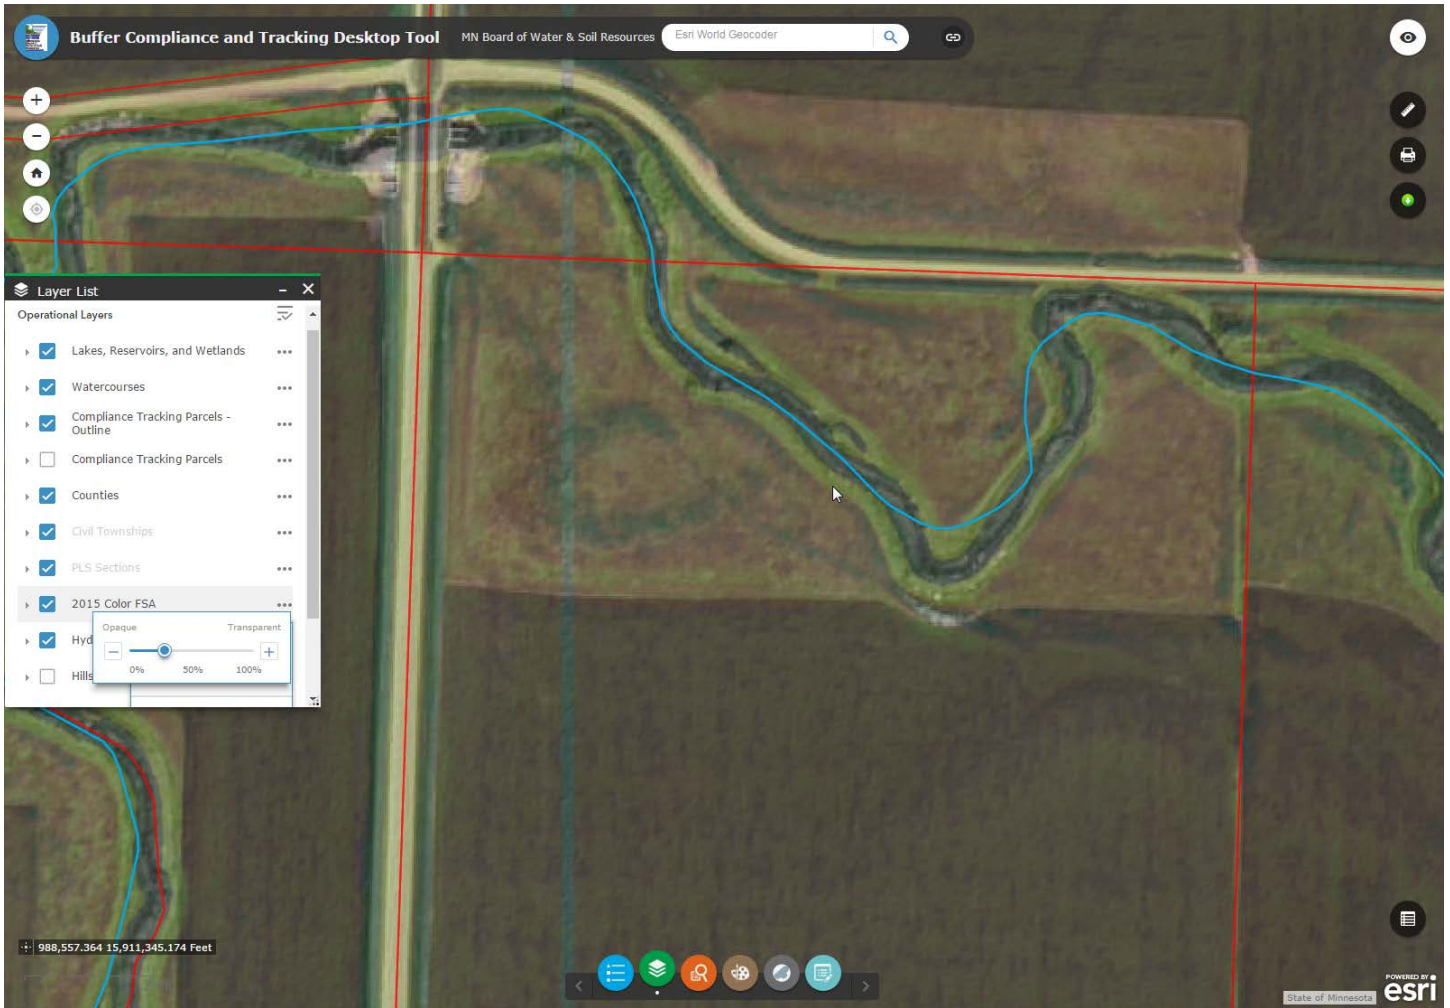 Buffer Compliance and Tracking Desktop Tool MN Board of Water & Soil Resources Esri World Geocoder
Layer List
Operational Layers
Lakes, Reservoirs, and Wetlands
Watercourses
Compliance Tracking Parcels -
Outline
Compliance Tracking Parcels
Counties
Civil Townships
PLS Sections
2015 Color FSA
Opaque Transparent
Hyd
0% 50% 100%
Hills
988,557.364 15,911,345.174 Feet
State of Minnesota
POWERED BY
esri